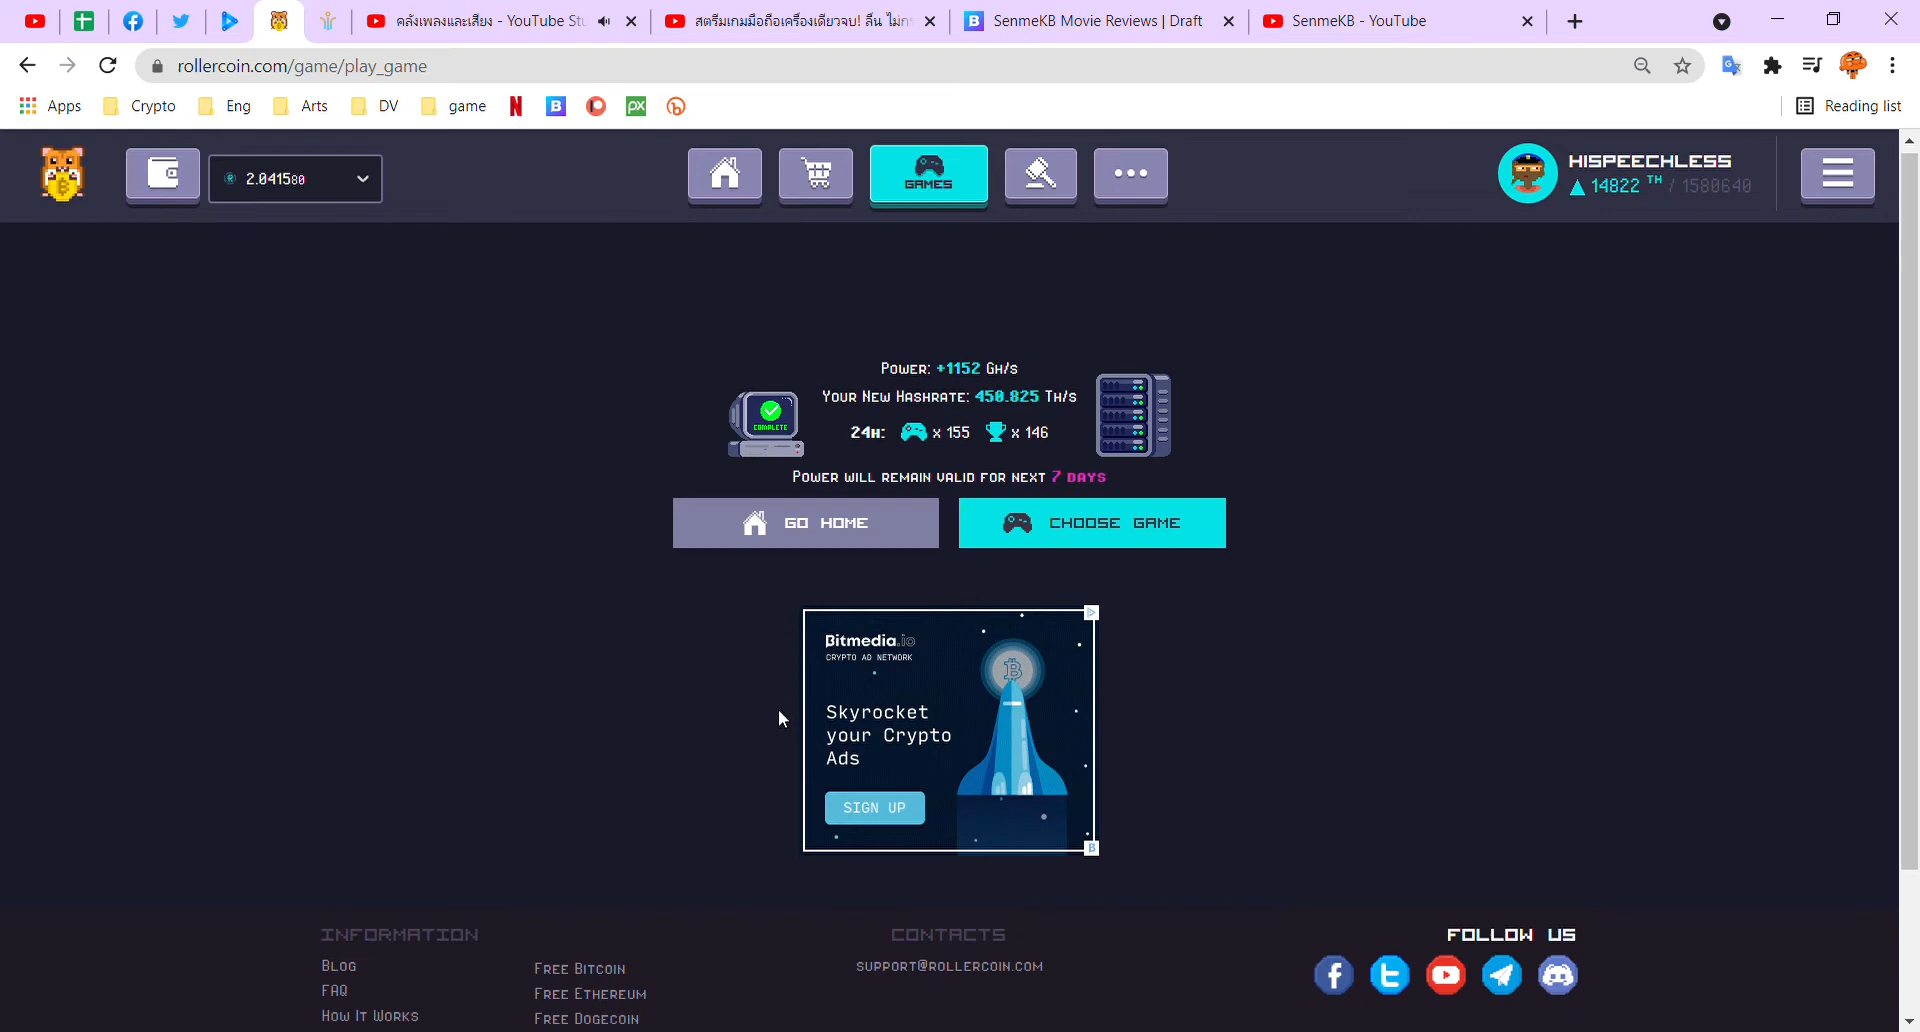 คลังเพลงและเสียง - YouTube Stu
สตรีมเกมมือถือเครื่องเดียวจบ! ลื่น ไม่กร
SenmeKB Movie Reviews | Draft
SenmeKB - YouTube
rollercoin.com/game/play_game
Apps
Crypto
Eng
Arts
DV
game
Reading list
2.041580
GAMES
HISPEECHLESS
14822 TH / 1580640
Power: +1152 Gh/s
Your New Hashrate: 450.825 Th/s
COMPLETE
24h: x 155 x 146
Power will remain valid for next 7 days
GO HOME
CHOOSE GAME
Bitmedia.io
CRYPTO AD NETWORK
Skyrocket
your Crypto
Ads
SIGN UP
INFORMATION
Blog
FAQ
How It Works
Free Bitcoin
Free Ethereum
Free Dogecoin
CONTACTS
support@rollercoin.com
FOLLOW US